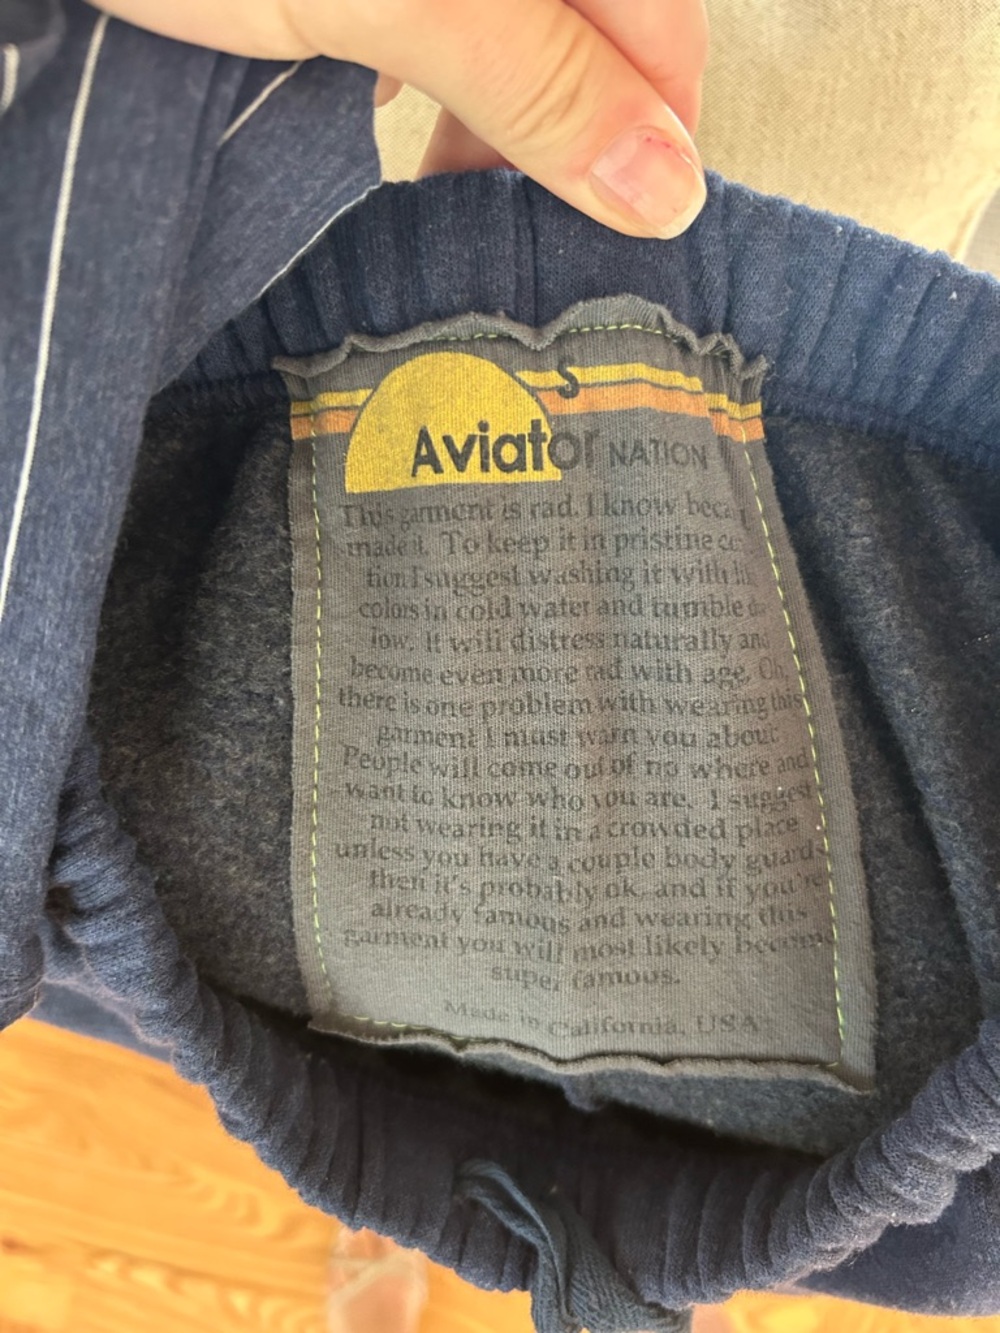 S
Aviator NATION
This garment is rad. I know beca
made it. To keep it in pristine co
tion I suggest washing it with li
colors in cold water and tumble d
low. It will distress naturally and
become even more rad with age. Oh,
there is one problem with wearing this
garment I must warn you about
People will come out of no where and
want to know who you are. I suggest
not wearing it in a crowded place
unless you have a couple body guards
then it's probably ok. and if you're
already famous and wearing this
garment you will most likely become
super famous.
Made in California, USA